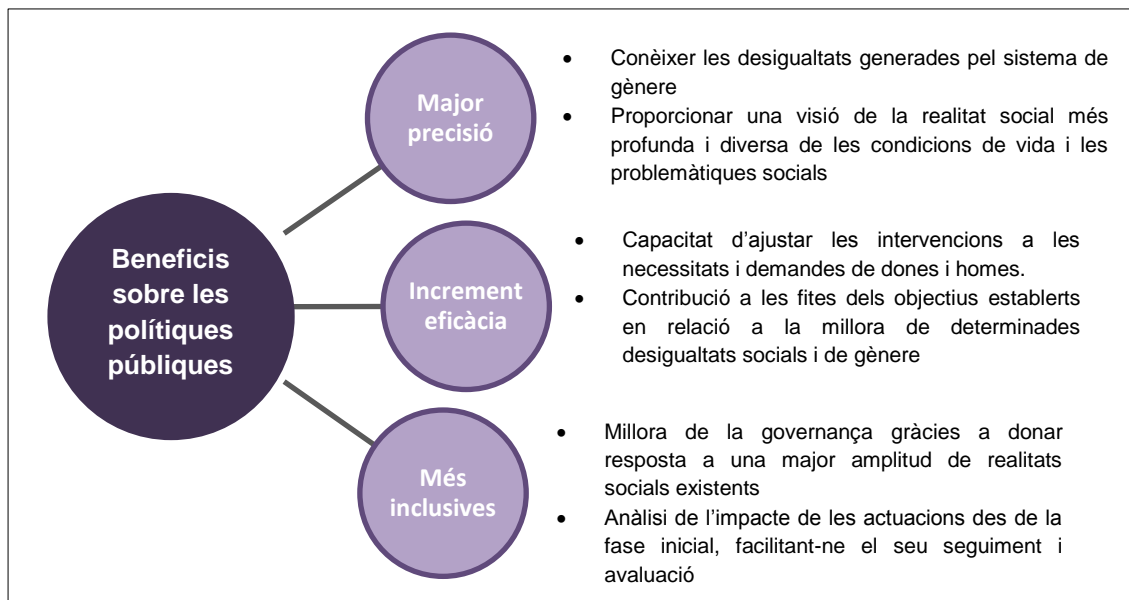 Beneficis
sobre les
polítiques
públiques
Major
precisió
• Conèixer les desigualtats generades pel sistema de
gènere
• Proporcionar una visió de la realitat social més
profunda i diversa de les condicions de vida i les
problemàtiques socials
Increment
eficàcia
• Capacitat d’ajustar les intervencions a les
necessitats i demandes de dones i homes.
• Contribució a les fites dels objectius establerts
en relació a la millora de determinades
desigualtats socials i de gènere
Més
inclusives
• Millora de la governança gràcies a donar
resposta a una major amplitud de realitats
socials existents
• Anàlisi de l’impacte de les actuacions des de la
fase inicial, facilitant-ne el seu seguiment i
avaluació